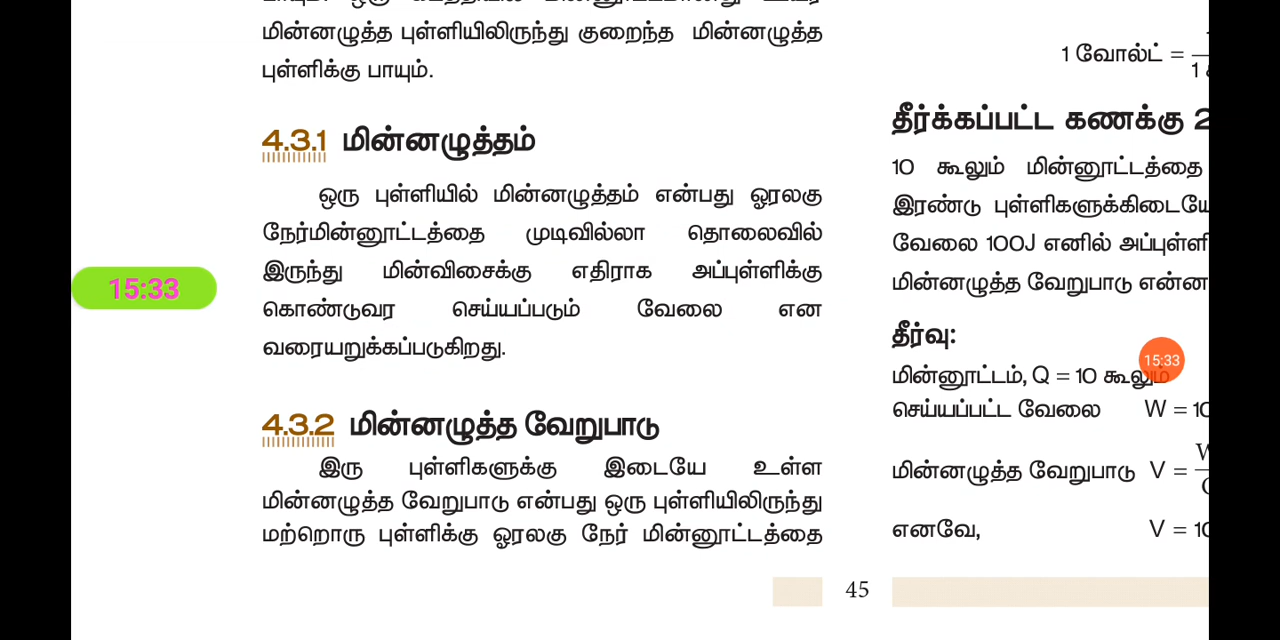 மின்னழுத்த புள்ளியிலிருந்து குறைந்த மின்னழுத்த
புள்ளிக்கு பாயும்.
4.3.1 மின்னழுத்தம்
ஒரு புள்ளியில் மின்னழுத்தம் என்பது ஓரலகு
நேர்மின்னூட்டத்தை முடிவில்லா தொலைவில்
இருந்து மின்விசைக்கு எதிராக அப்புள்ளிக்கு
கொண்டுவர செய்யப்படும் வேலை என
வரையறுக்கப்படுகிறது.
15:33
4.3.2 மின்னழுத்த வேறுபாடு
இரு புள்ளிகளுக்கு இடையே உள்ள
மின்னழுத்த வேறுபாடு என்பது ஒரு புள்ளியிலிருந்து
மற்றொரு புள்ளிக்கு ஓரலகு நேர் மின்னூட்டத்தை
1 வோல்ட் =
தீர்க்கப்பட்ட கணக்கு 2
10 கூலும் மின்னூட்டத்தை
இரண்டு
வேலை 100J எனில்
மின்னழுத்த வேறுபாடு என்ன
தீர்வு:
15:33
மின்னூட்டம், Q = 10 கூலும்
செய்யப்பட்ட வேலை W =
மின்னழுத்த வேறுபாடு V =
எனவே, V =
45